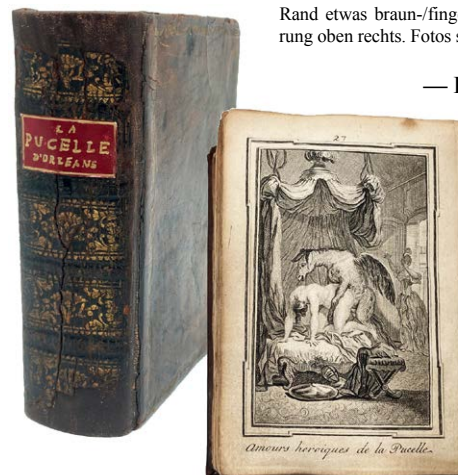 Rand etwas braun-/fing
rung oben rechts. Fotos s
LA
PUCELLE
D'ORLEANS
27
Amours heroiques de la Pucelle.